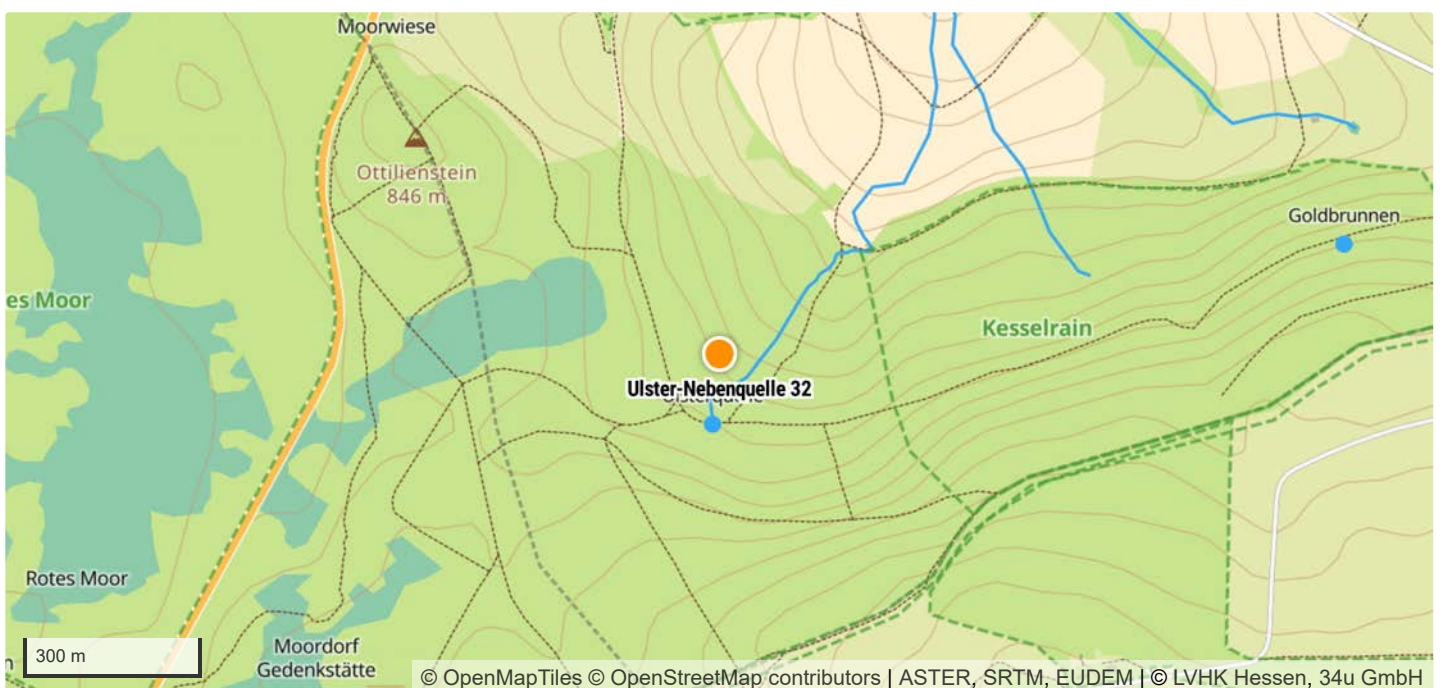 Moorwiese
Ottilienstein
846 m
Goldbrunnen
es Moor
Kesselrain
Ulster-Nebenquelle 32
Rotes Moor
Moordorf
Gedenkstätte
300 m
n
© OpenMapTiles © OpenStreetMap contributors | ASTER, SRTM, EUDEM | © LVHK Hessen, 34u GmbH